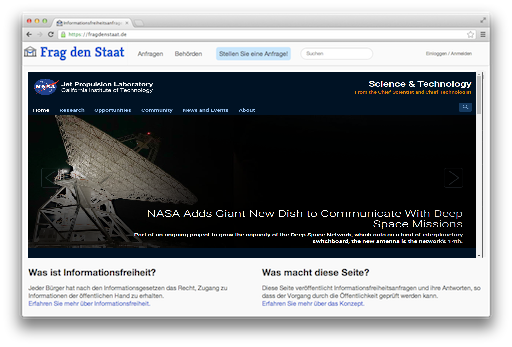 Informationsfreiheitsanfrag
https://fragdenstaat.de
Frag den Staat
Anfragen
Behörden
Stellen Sie eine Anfrage!
Suchen
Einloggen / Anmelden
NASA
Jet Propulsion Laboratory
California Institute of Technology
Science & Technology
From the Chief Scientist and Chief Technologist
Home
Research
Opportunities
Community
News and Events
About
NASA Adds Giant New Dish to Communicate With Deep
Space Missions
Part of an ongoing project to grow the capacity of the Deep Space Network, which acts as a kind of interplanetary
switchboard, the new antenna is the network's 14th.
Was ist Informationsfreiheit?
Jeder Bürger hat nach den Informationsgesetzen das Recht, Zugang zu
Informationen der öffentlichen Hand zu erhalten.
Erfahren Sie mehr über Informationsfreiheit.
Was macht diese Seite?
Diese Seite veröffentlicht Informationsfreiheitsanfragen und ihre Antworten, so
dass der Vorgang durch die Öffentlichkeit geprüft werden kann.
Erfahren Sie mehr über das Konzept.